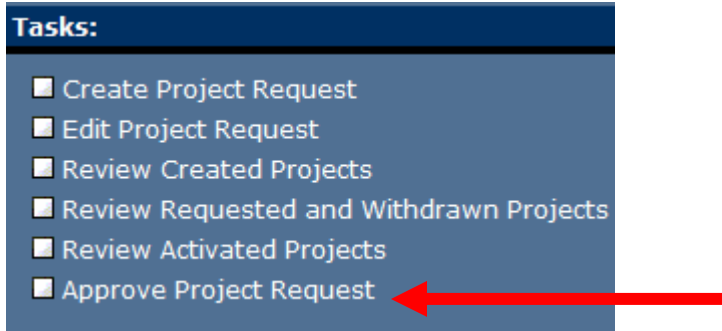 Tasks:
Create Project Request
Edit Project Request
Review Created Projects
Review Requested and Withdrawn Projects
Review Activated Projects
Approve Project Request